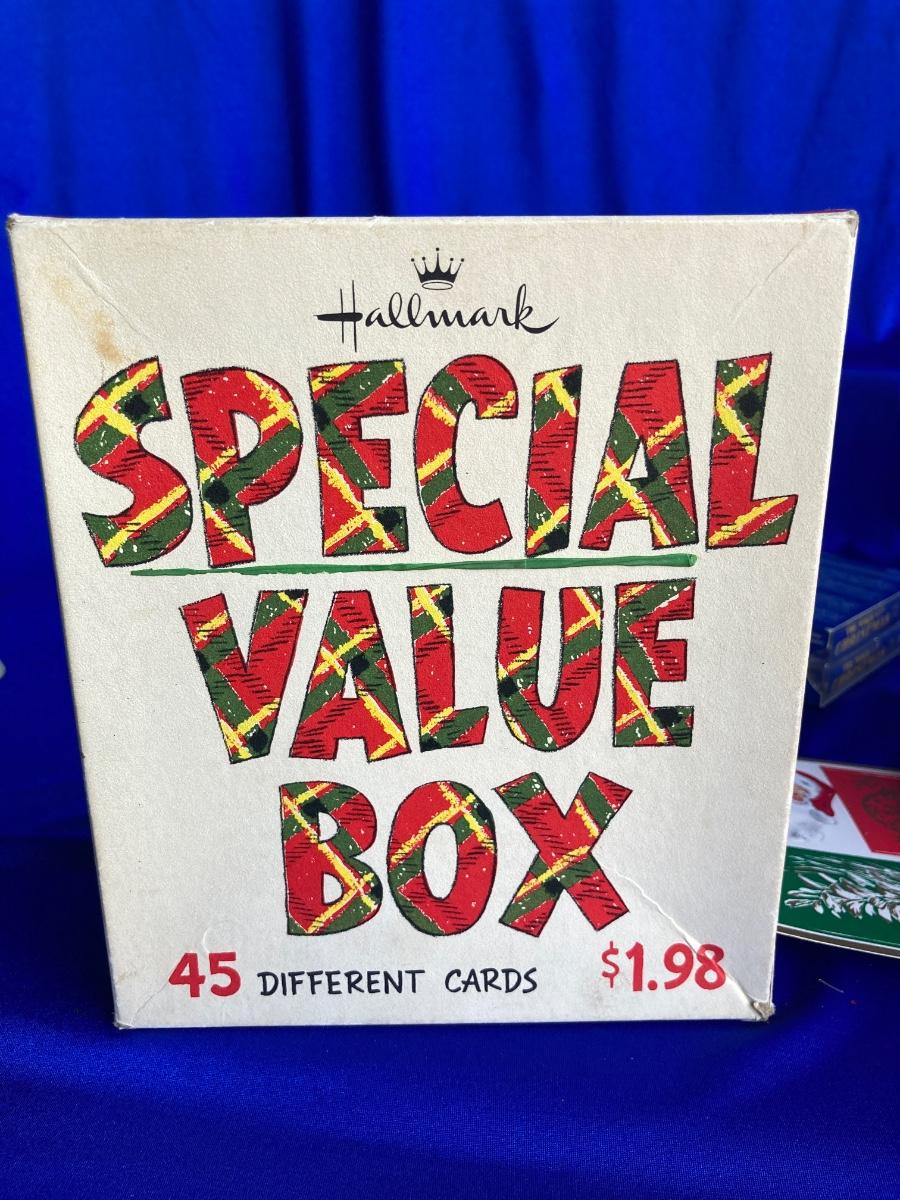 Hallmark
SPECIAL
VALUE
BOX
45 DIFFERENT CARDS $1.98